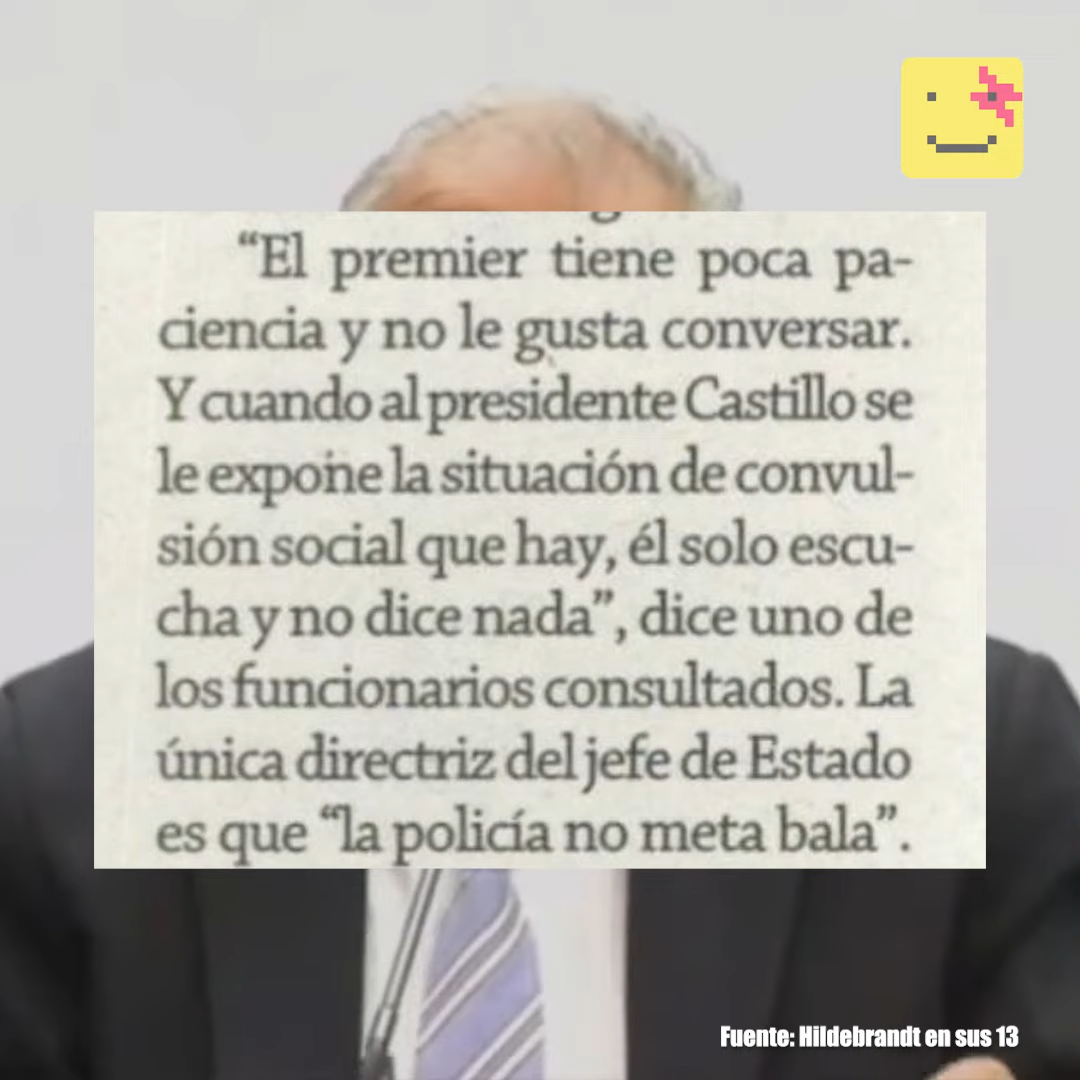 “El premier tiene poca pa-
ciencia y no le gusta conversar.
Y cuando al presidente Castillo se
le expone la situación de convul-
sión social que hay, él solo escu-
cha y no dice nada”, dice uno de
los funcionarios consultados. La
única directriz del jefe de Estado
es que “la policía no meta bala”.
Fuente: Hildebrandt en sus 13